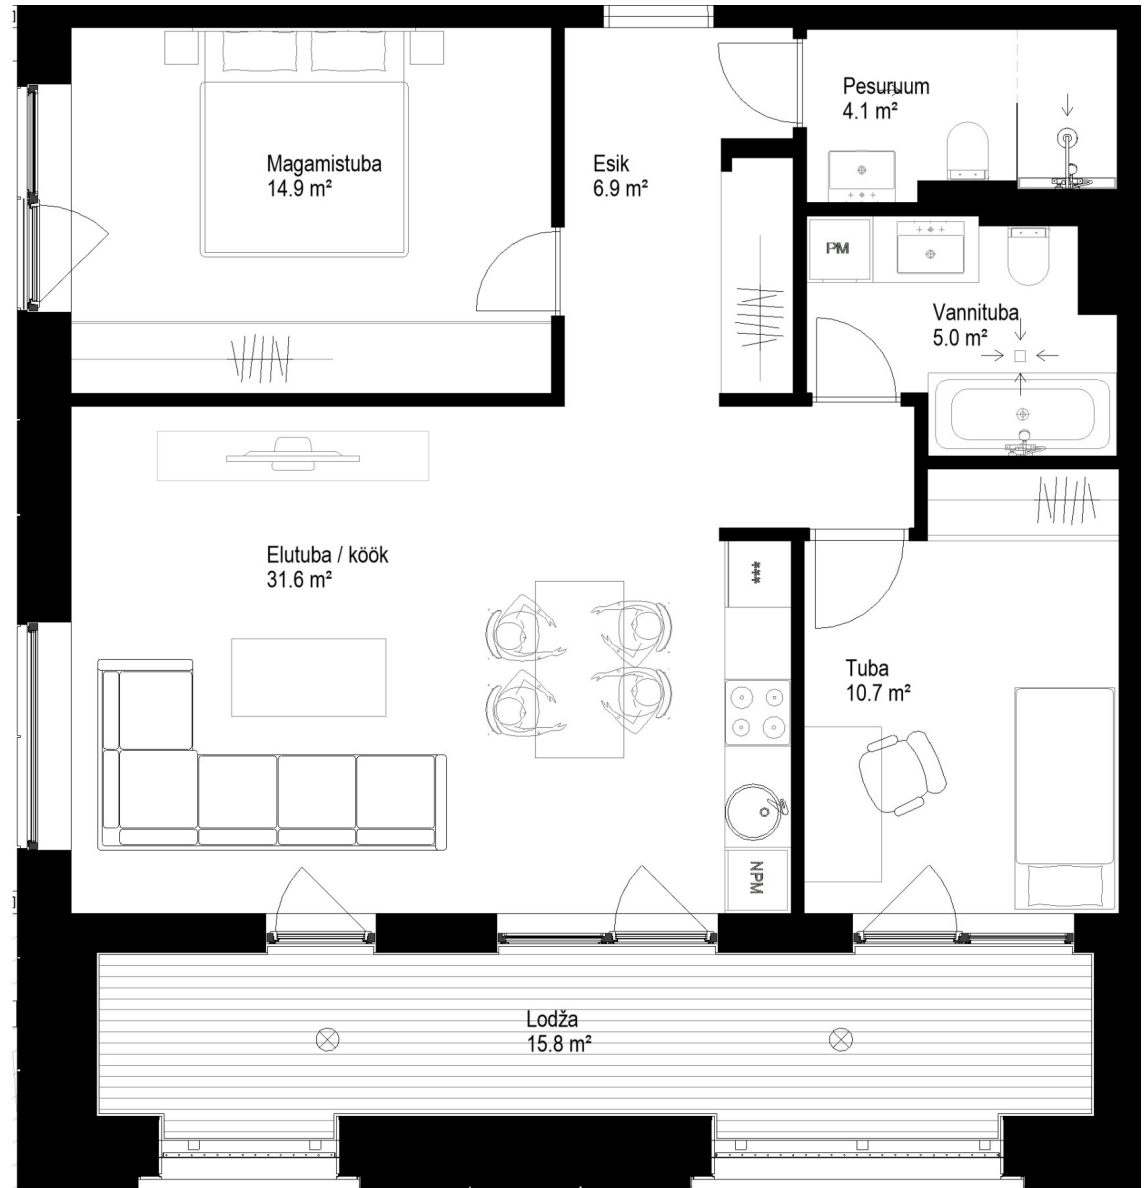 Pesuruum
4.1 m²
Magamistuba
14.9 m²
Esik
6.9 m²
PM
Vannituba
5.0 m²
Elutuba / köök
31.6 m²
***
Tuba
10.7 m²
NPM
Lodža
15.8 m²